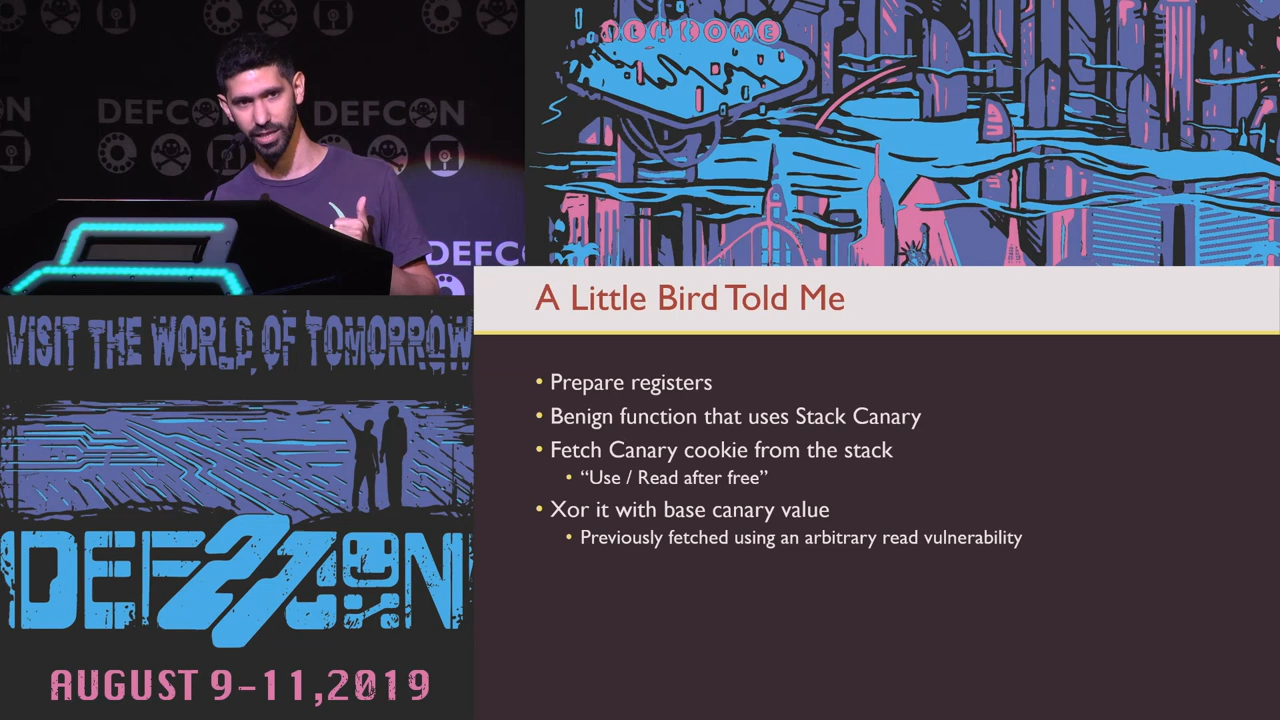 DEFCON DEFCON
DEFCON
WELCOME
A Little Bird Told Me
• Prepare registers
• Benign function that uses Stack Canary
• Fetch Canary cookie from the stack
• “Use / Read after free”
• Xor it with base canary value
• Previously fetched using an arbitrary read vulnerability
VISIT THE WORLD OF TOMORROW
DEF CON
27
AUGUST 9-11,2019